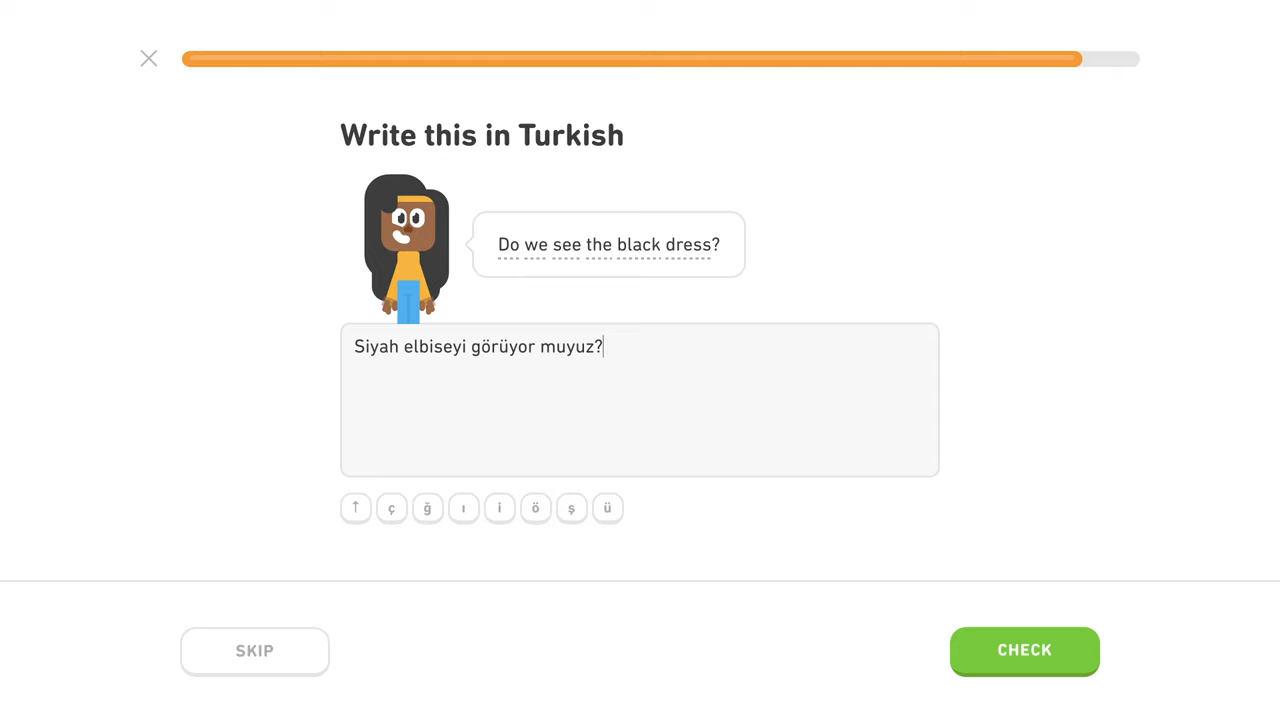 Write this in Turkish
Do we see the black dress?
Siyah elbiseyi görüyor muyuz?
↑ ç ğ ı i ö ş ü
SKIP
CHECK